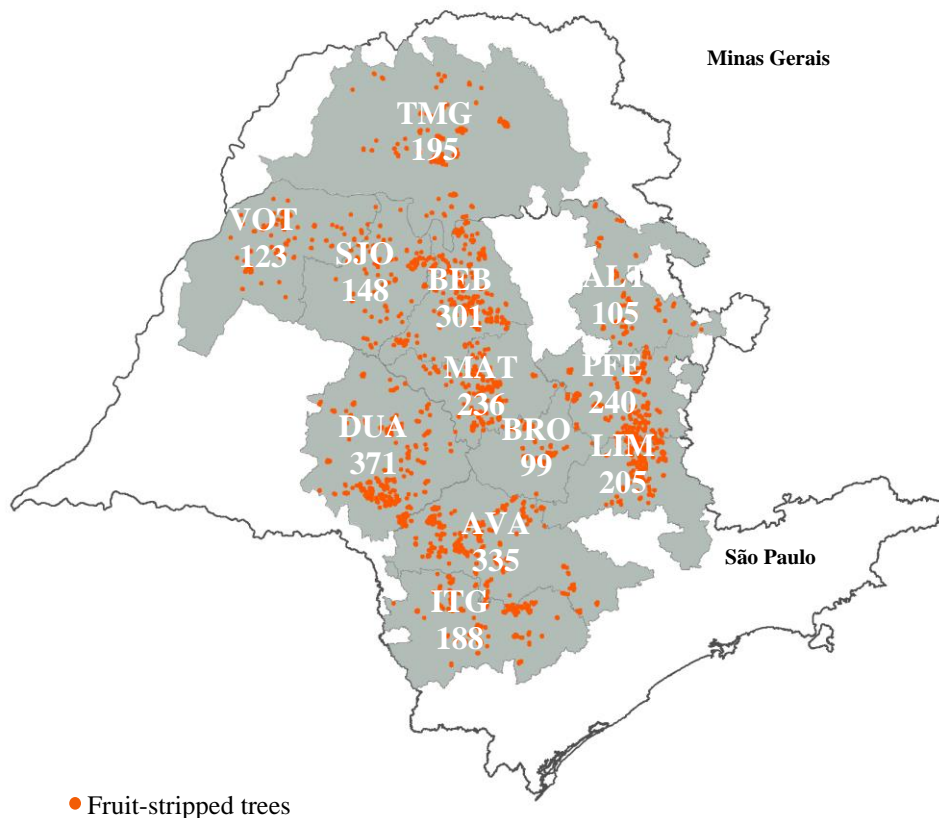 Minas Gerais
TMG
195
VOT
123
SJO
148
BEB
301
ALT
105
MAT
236
PFE
240
DUA
371
BRO
99
LIM
205
AVA
335
São Paulo
ITG
188
Fruit-stripped trees